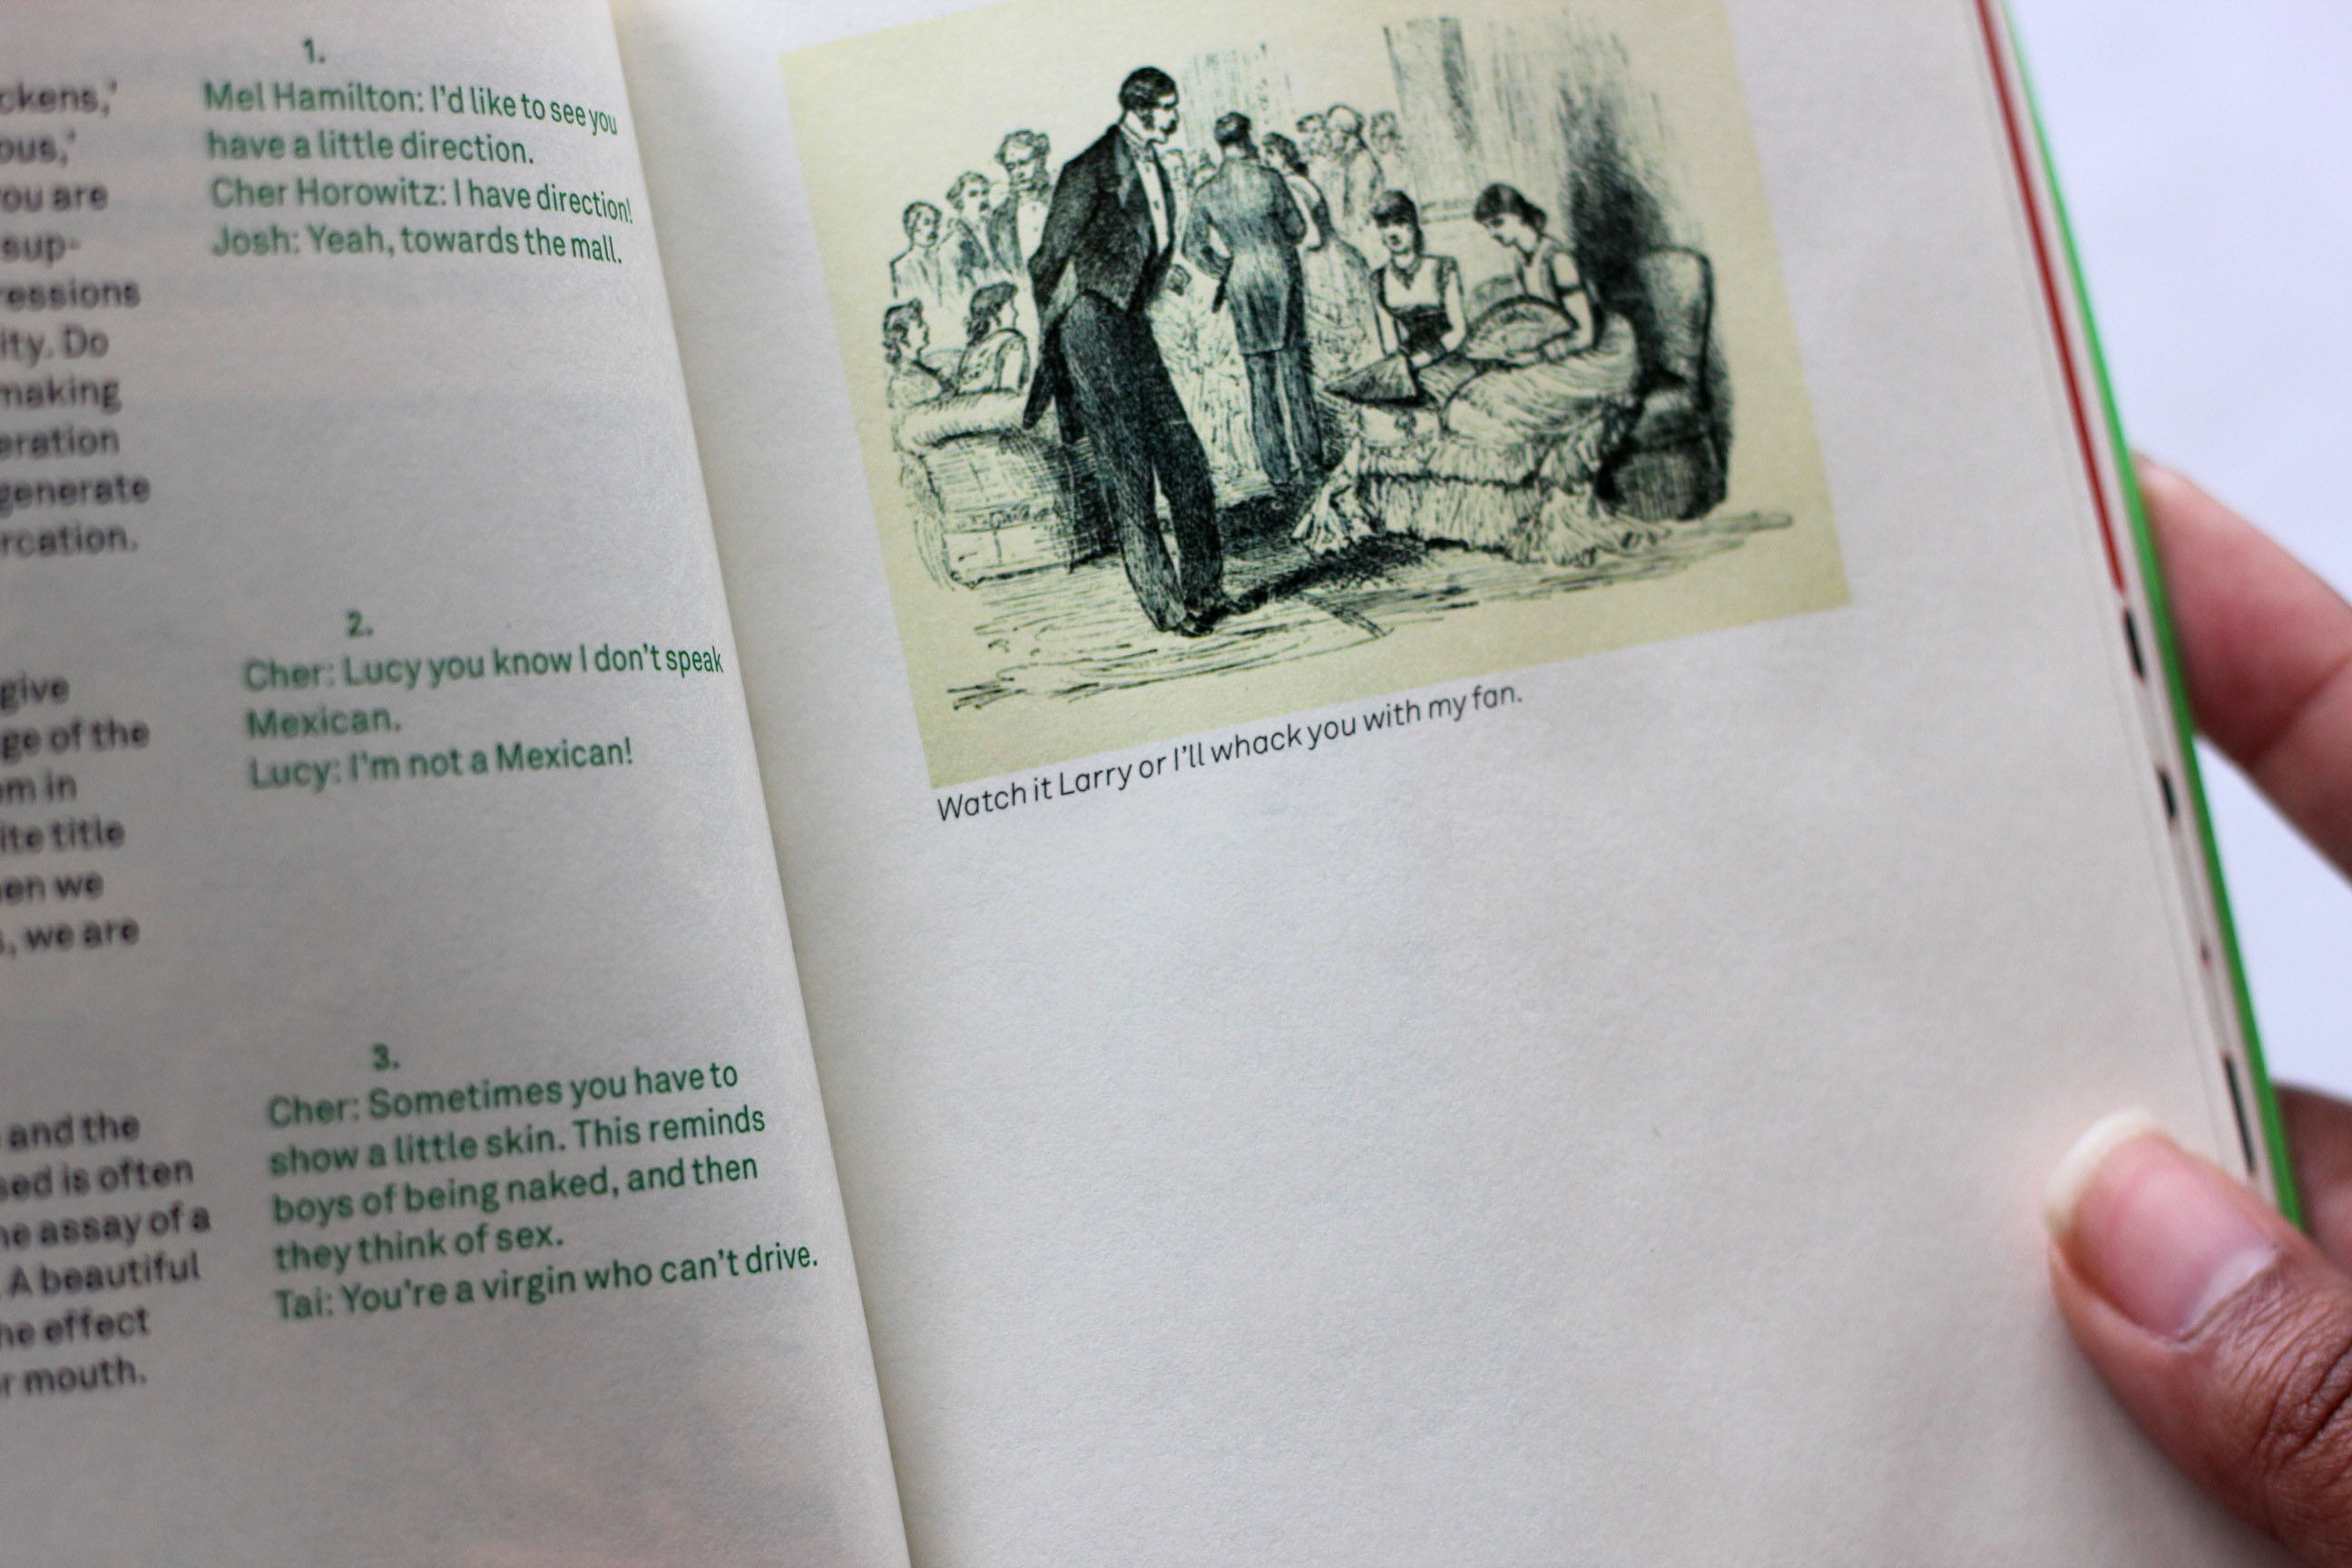 ckens,'
ous,'
you are
sup-
ressions
ity. Do
making
eration
generate
rcation.
give
ge of the
om in
ite title
en we
, we are
and the
sed is often
he assay of a
A beautiful
he effect
r mouth.
1.
Mel Hamilton: I'd like to see you
have a little direction.
Cher Horowitz: I have direction!
Josh: Yeah, towards the mall.
2.
Cher: Lucy you know I don't speak
Mexican.
Lucy: I'm not a Mexican!
3.
Cher: Sometimes you have to
show a little skin. This reminds
boys of being naked, and then
they think of sex.
Tai: You're a virgin who can't drive.
Watch it Larry or I'll whack you with my fan.